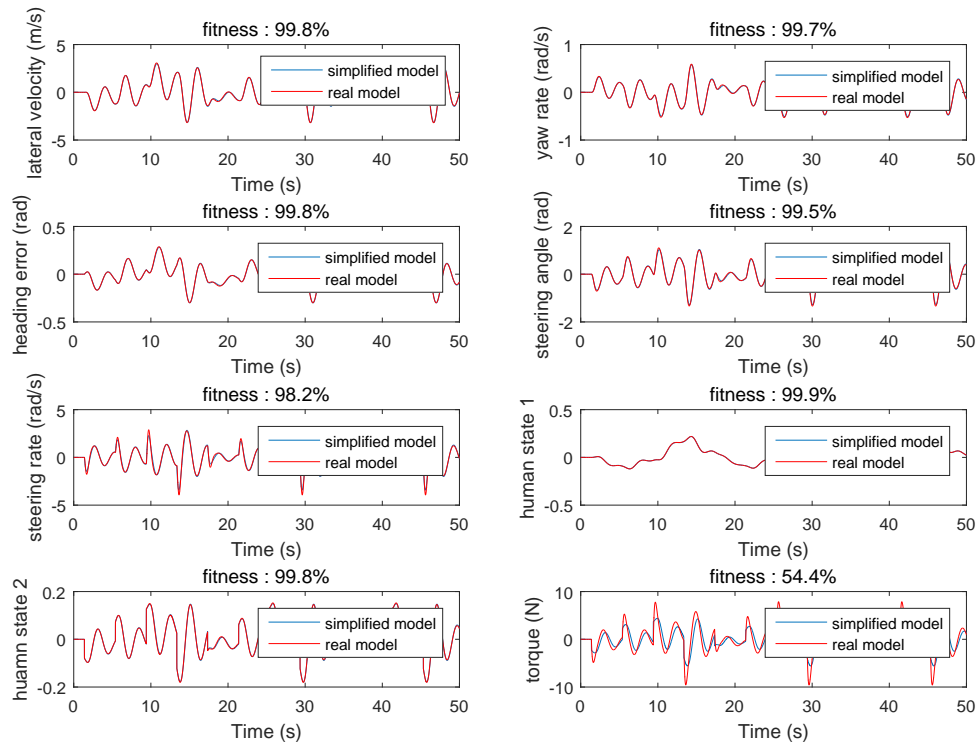 fitness : 99.8%
lateral velocity (m/s)
5
0
-5
simplified model
real model
0 10 20 30 40 50
Time (s)
fitness : 99.7%
yaw rate (rad/s)
1
0
-1
simplified model
real model
0 10 20 30 40 50
Time (s)
fitness : 99.8%
heading error (rad)
0.5
0
-0.5
simplified model
real model
0 10 20 30 40 50
Time (s)
fitness : 99.5%
steering angle (rad)
2
0
-2
simplified model
real model
0 10 20 30 40 50
Time (s)
fitness : 98.2%
steering rate (rad/s)
5
0
-5
simplified model
real model
0 10 20 30 40 50
Time (s)
fitness : 99.9%
human state 1
0.5
0
-0.5
simplified model
real model
0 10 20 30 40 50
Time (s)
fitness : 99.8%
huamn state 2
0.2
0
-0.2
simplified model
real model
0 10 20 30 40 50
Time (s)
fitness : 54.4%
torque (N)
10
0
-10
simplified model
real model
0 10 20 30 40 50
Time (s)